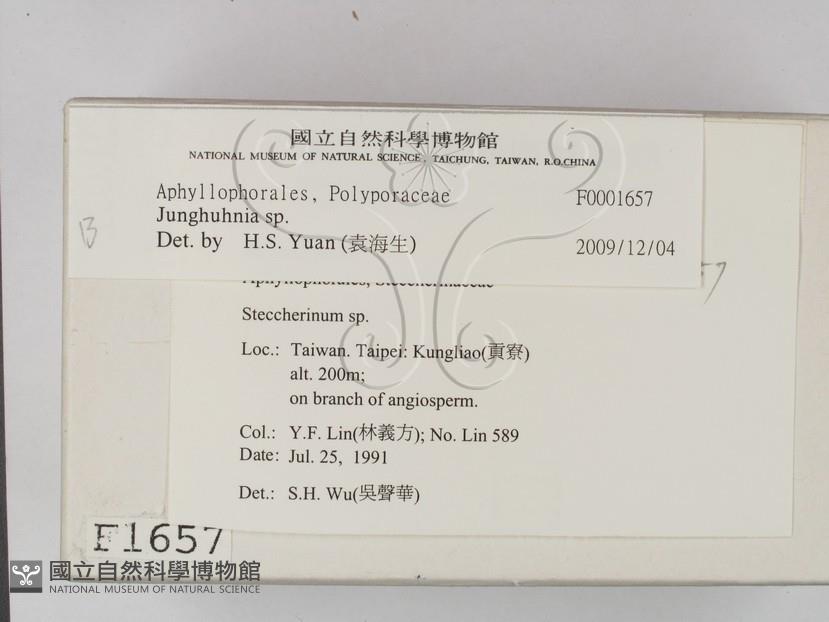 國立自然科學博物館
NATIONAL MUSEUM OF NATURAL SCIENCE, TAICHUNG, TAIWAN, R.O.CHINA
Aphyllophorales, Polyporaceae F0001657
Junghuhnia sp.
B Det. by H.S. Yuan (袁海生) 2009/12/04
7
Aphyllophorales, Steccherinaceae
Steccherinum sp.
Loc.: Taiwan. Taipei: Kungliao(貢寮)
alt. 200m;
on branch of angiosperm.
Col.: Y.F. Lin(林義方); No. Lin 589
Date: Jul. 25, 1991
Det.: S.H. Wu(吳聲華)
F1657
國立自然科學博物館
NATIONAL MUSEUM OF NATURAL SCIENCE